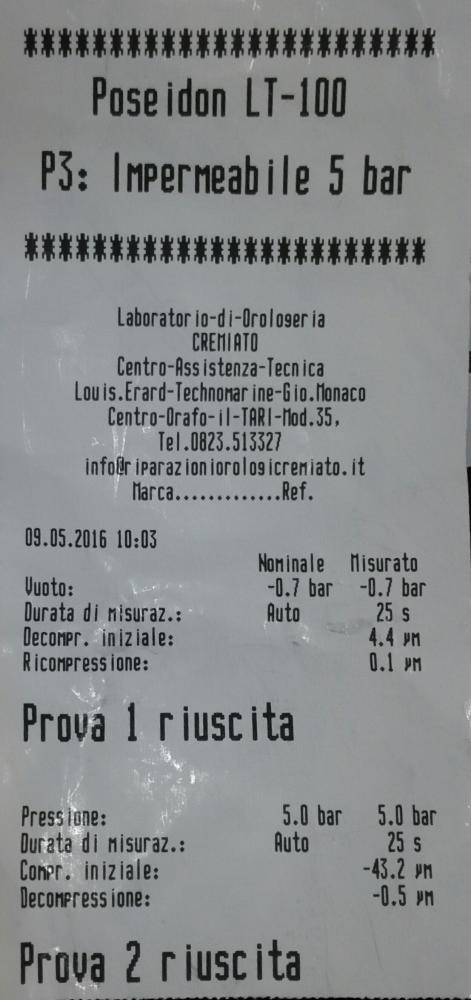 ************************
Poseidon LT-100
P3: Impermeabile 5 bar
************************
Laboratorio-di-Orologeria
CREMIATO
Centro-Assistenza-Tecnica
Louis.Erard-Technomarine-Gio.Monaco
Centro-Orafo-il-TARI-Mod.35,
Tel.0823.513327
info@riparazioniorologicremiato.it
Marca.............Ref.
09.05.2016 10:03
Nominale Misurato
Vuoto: -0.7 bar -0.7 bar
Durata di misuraz.: Auto 25 s
Decompr. iniziale: 4.4 µm
Ricompressione: 0.1 µm
Prova 1 riuscita
Pressione: 5.0 bar 5.0 bar
Durata di misuraz.: Auto 25 s
Compr. iniziale: -43.2 µm
Decompressione: -0.5 µm
Prova 2 riuscita